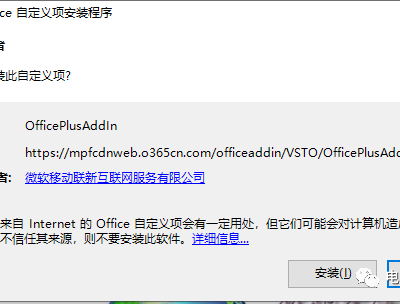 ce 自定义项安装程序
者
装此自定义项?
OfficePlusAddIn
https://mpfcdnweb.o365cn.com/officeaddin/VSTO/OfficePlusAdd
者: 微软移动联新互联网服务有限公司
来自 Internet 的 Office 自定义项会有一定用处，但它们可能会对计算机造成
不信任其来源，则不要安装此软件。详细信息...
安装(I)
电